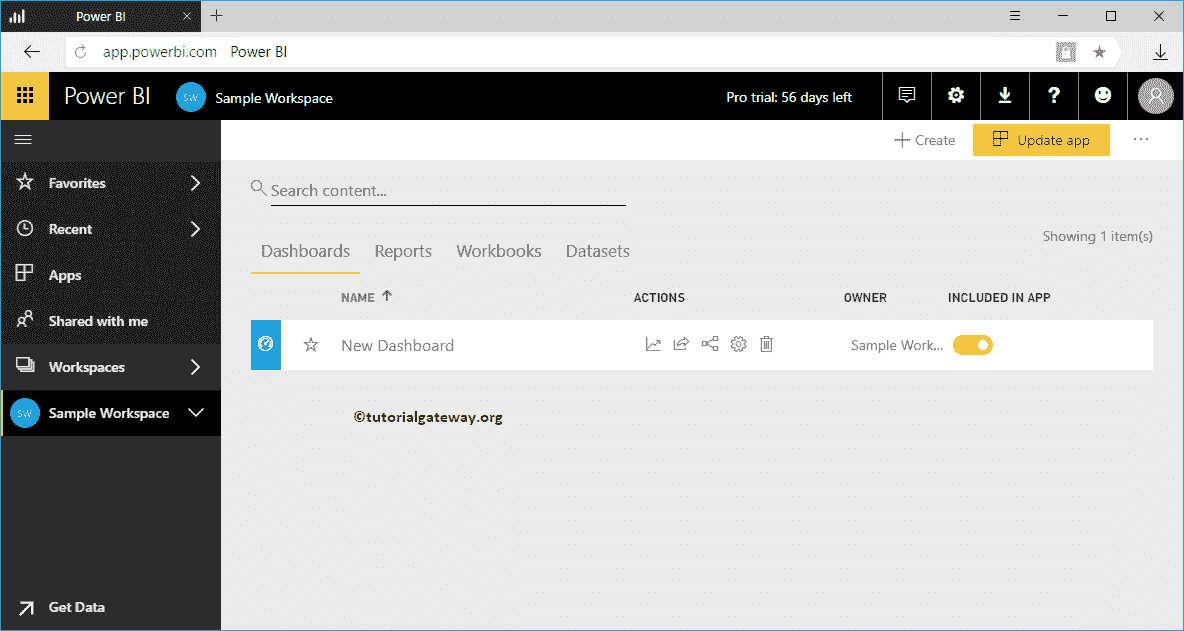 Power BI
app.powerbi.com Power BI
Power BI SW Sample Workspace Pro trial: 56 days left
Create Update app
Favorites
Search content...
Recent
Showing 1 item(s)
Dashboards Reports Workbooks Datasets
Apps
NAME ACTIONS OWNER INCLUDED IN APP
Shared with me
New Dashboard Sample Work...
Workspaces
SW Sample Workspace
©tutorialgateway.org
Get Data